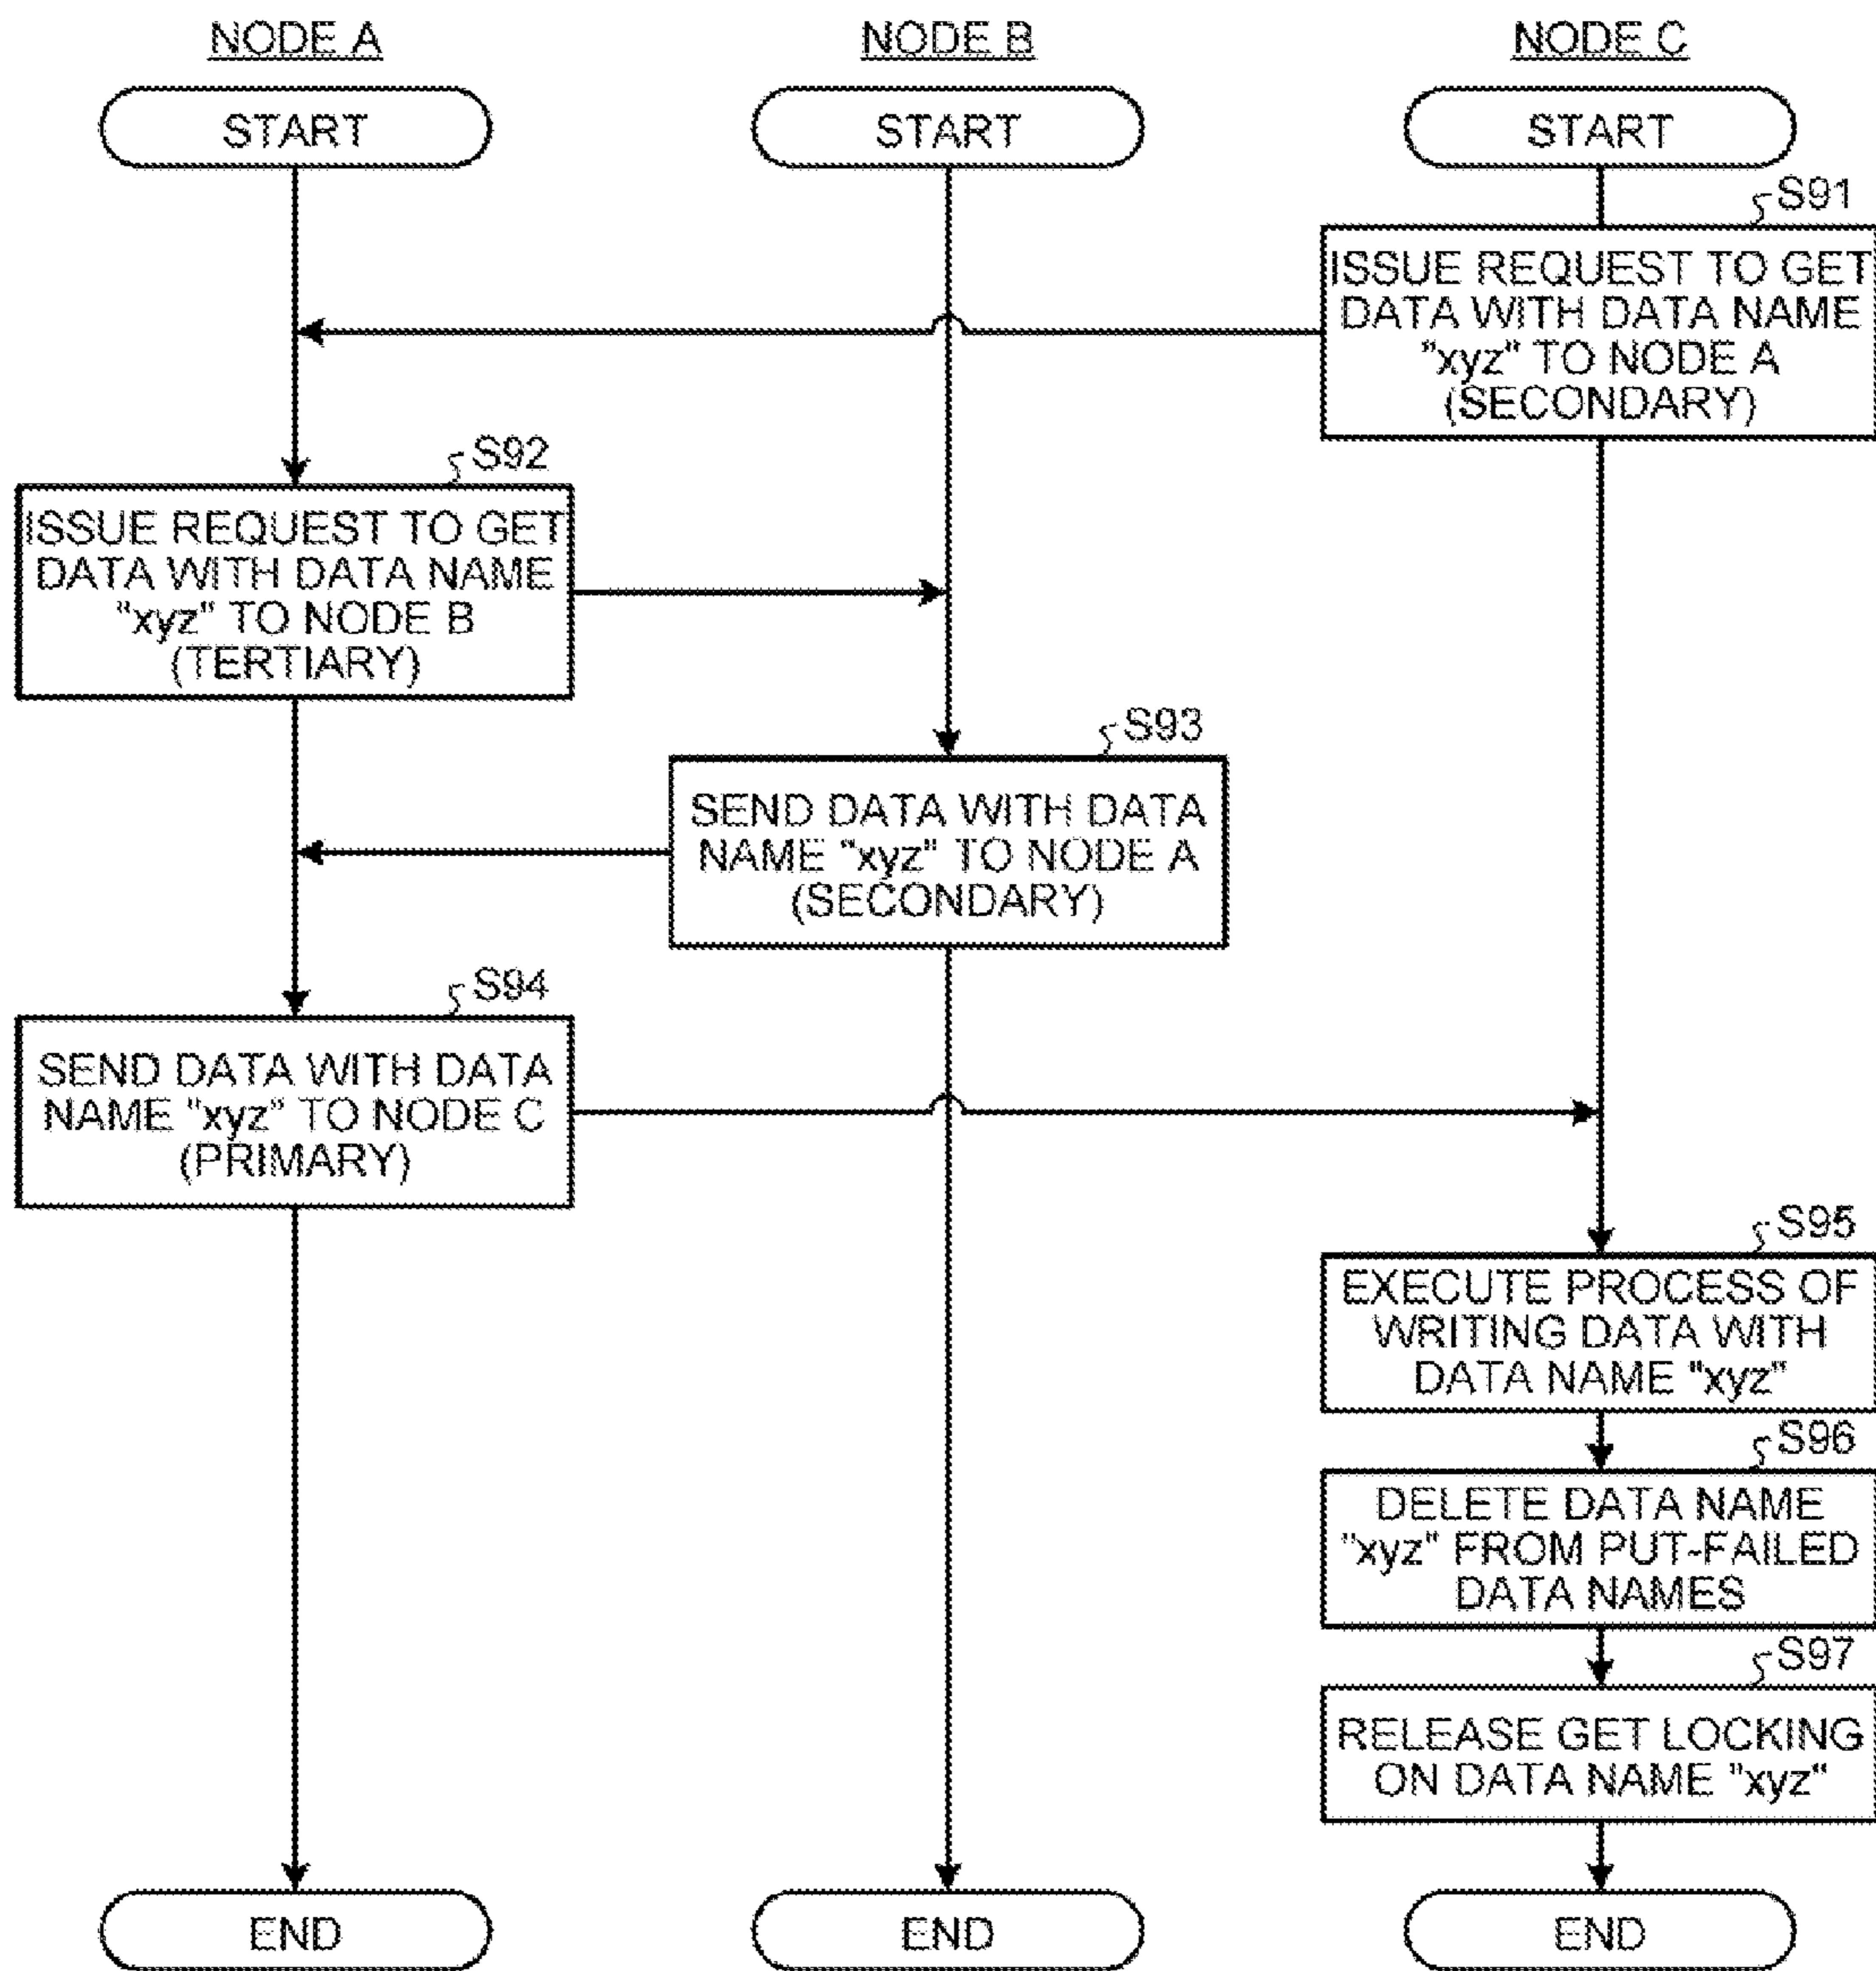 NODE A
NODE B
NODE C
START
START
START
S91
ISSUE REQUEST TO GET
DATA WITH DATA NAME
"xyz" TO NODE A
(SECONDARY)
S92
ISSUE REQUEST TO GET
DATA WITH DATA NAME
"xyz" TO NODE B
(TERTIARY)
S93
SEND DATA WITH DATA
NAME "xyz" TO NODE A
(SECONDARY)
S94
SEND DATA WITH DATA
NAME "xyz" TO NODE C
(PRIMARY)
S95
EXECUTE PROCESS OF
WRITING DATA WITH
DATA NAME "xyz"
S96
DELETE DATA NAME
"xyz" FROM PUT-FAILED
DATA NAMES
S97
RELEASE GET LOCKING
ON DATA NAME "xyz"
END
END
END